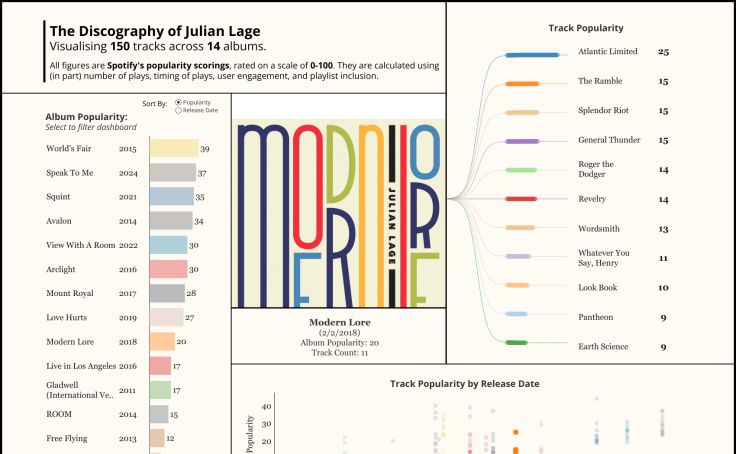 The Discography of Julian Lage
Visualising 150 tracks across 14 albums.
All figures are Spotify's popularity scorings, rated on a scale of 0-100. They are calculated using
(in part) number of plays, timing of plays, user engagement, and playlist inclusion.
Sort By:
Popularity
Release Date
Album Popularity:
Select to filter dashboard
World's Fair 2015 39
Speak To Me 2024 37
Squint 2021 35
Avalon 2014 34
View With A Room 2022 30
Arclight 2016 30
Mount Royal 2017 28
Love Hurts 2019 27
Modern Lore 2018 20
Live in Los Angeles 2016 17
Gladwell
(International Ve.. 2011 17
ROOM 2014 15
Free Flying 2013 12
MODERN LORE
JULIAN LAGE
Modern Lore
(2/2/2018)
Album Popularity: 20
Track Count: 11
Track Popularity
Atlantic Limited 25
The Ramble 15
Splendor Riot 15
General Thunder 15
Roger the
Dodger 14
Revelry 14
Wordsmith 13
Whatever You
Say, Henry 11
Look Book 10
Pantheon 9
Earth Science 9
Track Popularity by Release Date
Popularity
40
30
20